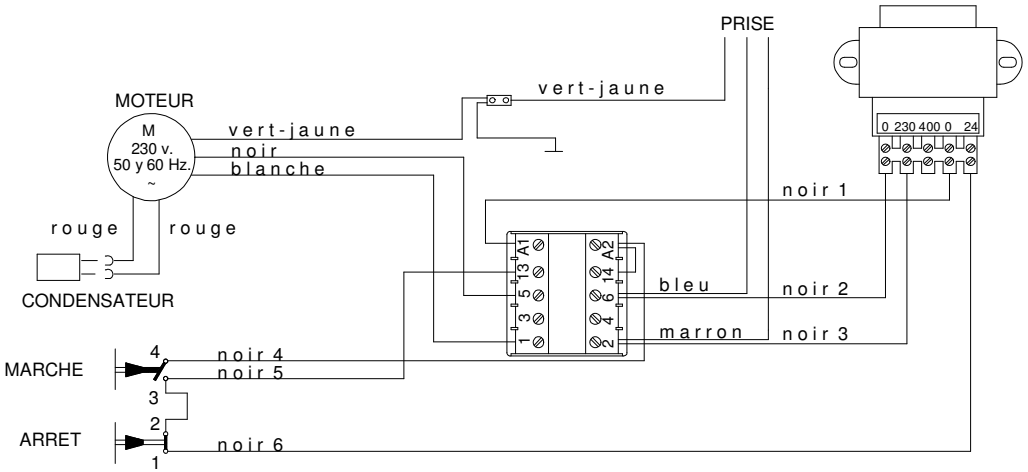 PRISE
vert-jaune
MOTEUR
M
230 v.
50 y 60 Hz.
~
vert-jaune
noir
blanche
0 230 400 0 24
noir 1
rouge
rouge
CONDENSATEUR
A1
13
5
3
1
A2
14
6
4
2
bleu
noir 2
marron
noir 3
MARCHE
4
noir 4
noir 5
3
ARRET
2
noir 6
1